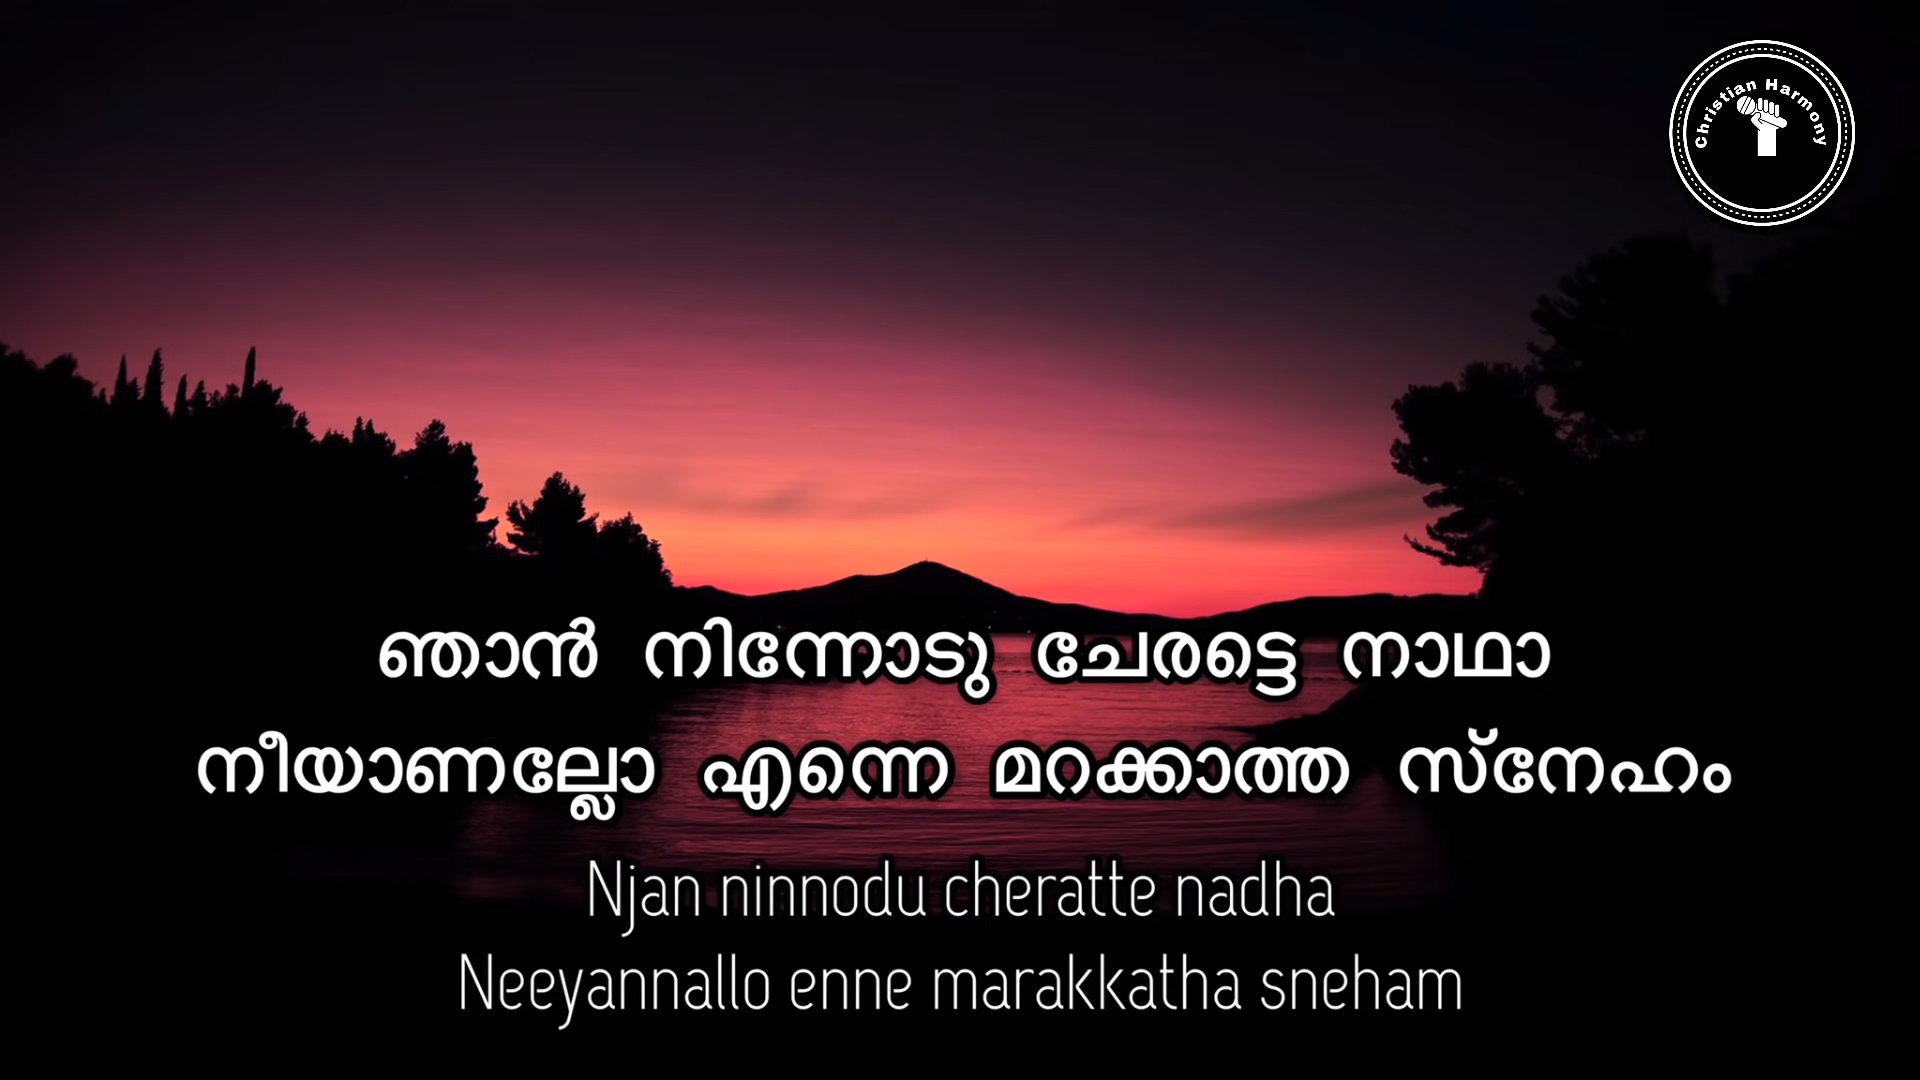 Christian Harmony
ഞാൻ നിന്നോടു ചേരട്ടെ നാഥാ
നീയാണല്ലോ എന്നെ മറക്കാത്ത സ്നേഹം
Njan ninnodu cheratte nadha
Neeyannallo enne marakkatha sneham